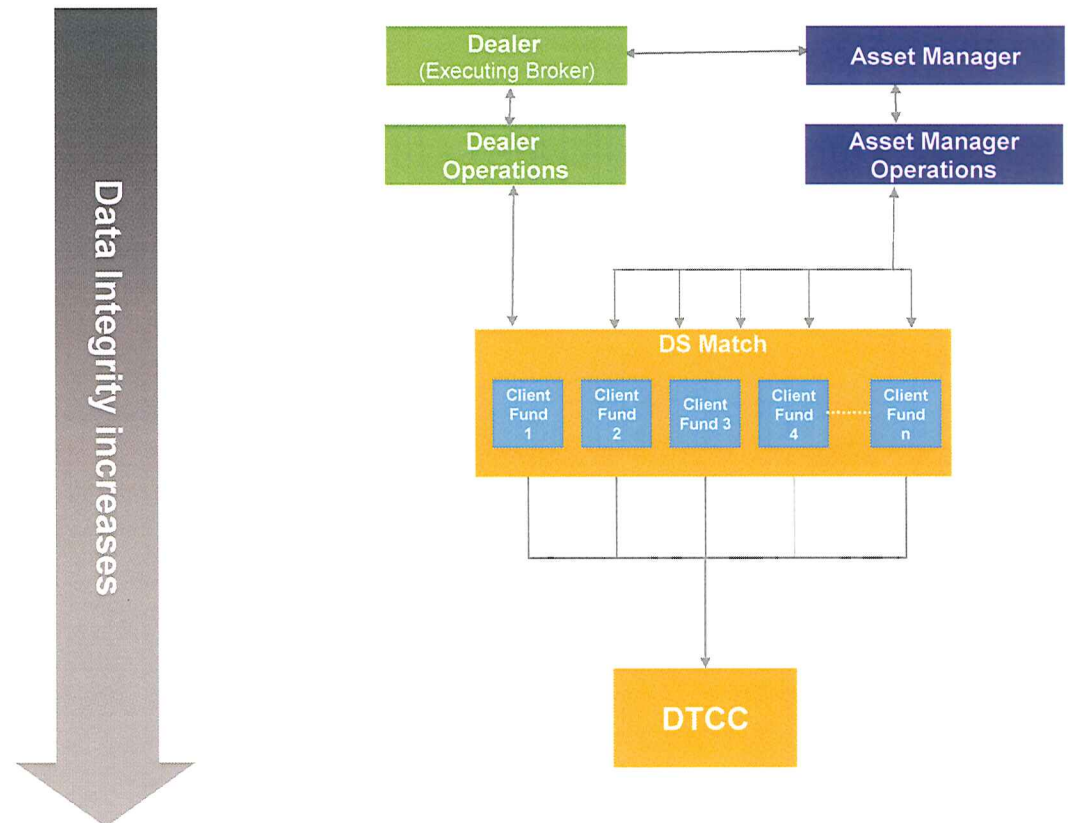 Data Integrity increases
Dealer
(Executing Broker)
Asset Manager
Dealer
Operations
Asset Manager
Operations
DS Match
Client
Fund
1
Client
Fund
2
Client
Fund 3
Client
Fund
4
Client
Fund
n
DTCC